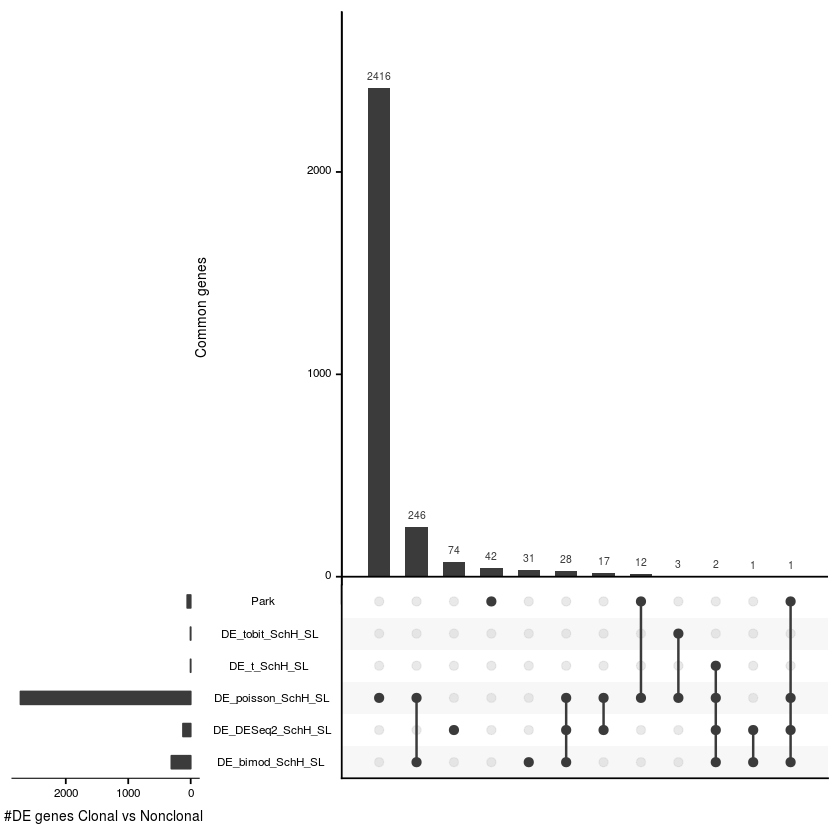 2416
2000
Common genes
1000
246
74
42
31
28
17
12
3
2
1
1
0
Park
DE_tobit_SchH_SL
DE_t_SchH_SL
DE_poisson_SchH_SL
DE_DESeq2_SchH_SL
DE_bimod_SchH_SL
2000 1000 0
#DE genes Clonal vs Nonclonal